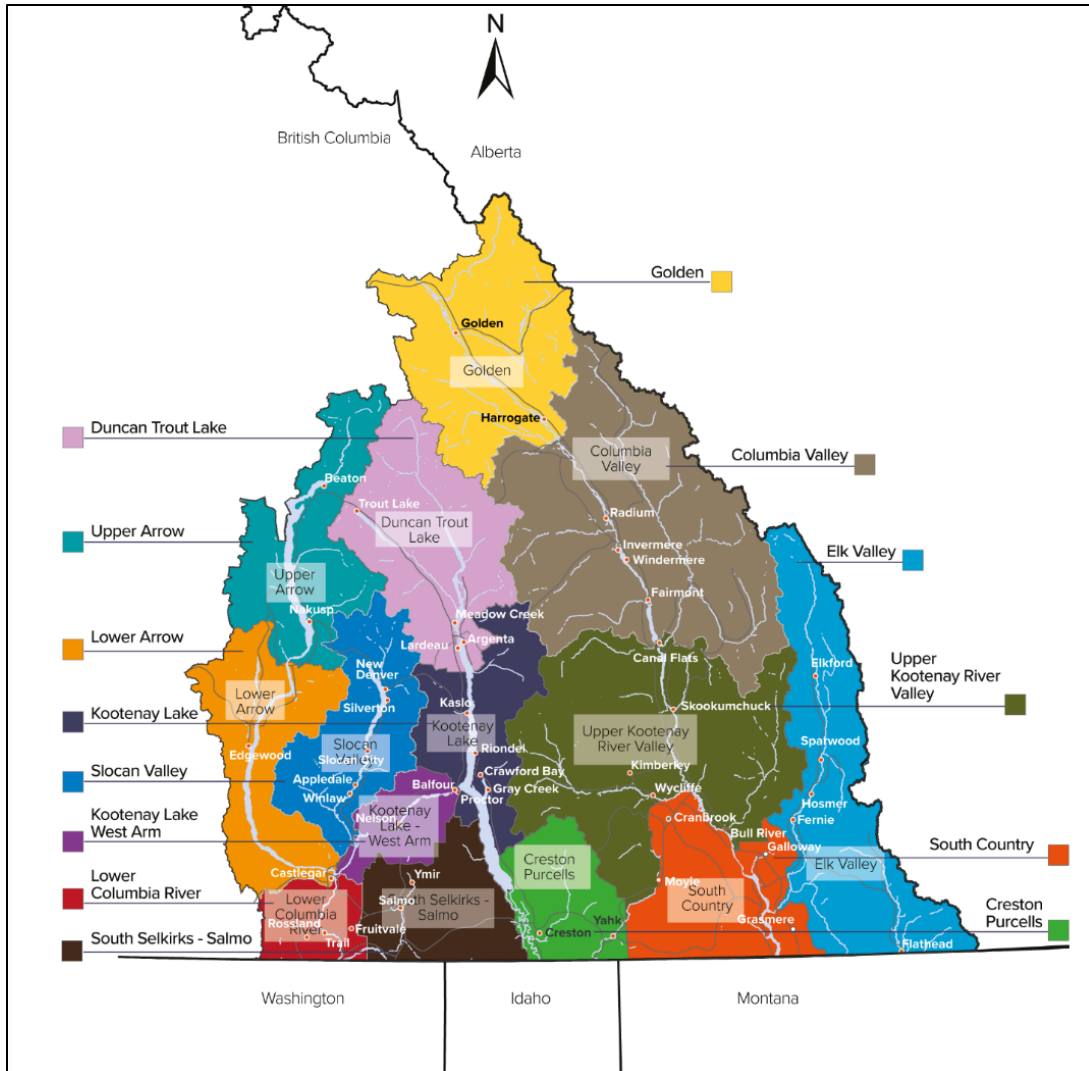 N
British Columbia
Alberta
Golden
Golden
Golden
Harrogate
Duncan Trout Lake
Columbia
Valley
Columbia Valley
Beaton
Trout Lake
Duncan Trout
Lake
Radium
Upper Arrow
Invermere
Windermere
Elk Valley
Upper
Arrow
Fairmont
Nakusp
Meadow Creek
Lardeau
Argenta
Canal Flats
Lower Arrow
New
Denver
Silverton
Elkford
Upper
Kootenay River
Valley
Lower
Arrow
Kaslo
Skookumchuck
Kootenay Lake
Kootenay
Lake
Upper Kootenay
River Valley
Edgewood
Slocan
Valley
Slocan City
Riondel
Sparwood
Slocan Valley
Appledale
Winlaw
Crawford Bay
Gray Creek
Kimberley
Balfour
Proctor
Wycliffe
Hosmer
Fernie
Kootenay Lake
West Arm
Nelson
Kootenay
Lake -
West Arm
Cranbrook
Bull River
Galloway
South Country
Creston
Purcells
Elk Valley
Castlegar
Ymir
Moyie
South
Country
Lower
Columbia River
Lower
Columbia
River
Salmo
South Selkirks -
Salmo
Rossland
Trail
Fruitvale
Yahk
Creston
Grasmere
Creston
Purcells
South Selkirks - Salmo
Flathead
Washington
Idaho
Montana